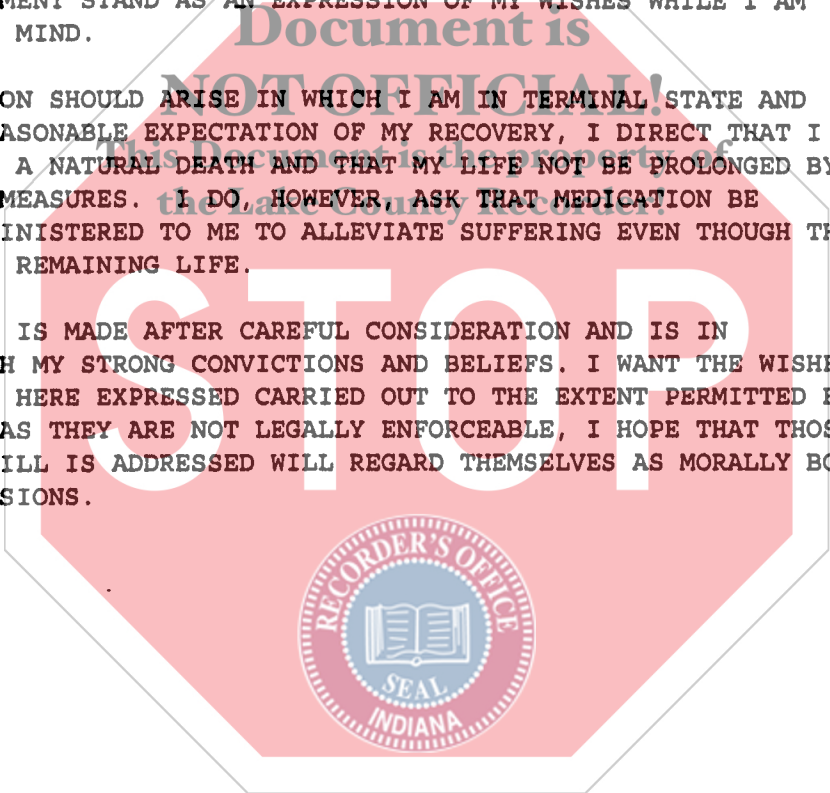 MENT STAND AS AN EXPRESSION OF MY WISHES WHILE I AM
Document is
MIND.
NOT OFFICIAL!
ON SHOULD ARISE IN WHICH I AM IN TERMINAL STATE AND
ASONABLE EXPECTATION OF MY RECOVERY, I DIRECT THAT I
This Document is the property of
A NATURAL DEATH AND THAT MY LIFE NOT BE PROLONGED BY
the Lake County Recorder!
MEASURES. I DO, HOWEVER, ASK THAT MEDICATION BE
INISTERED TO ME TO ALLEVIATE SUFFERING EVEN THOUGH TH
REMAINING LIFE.
STOP
IS MADE AFTER CAREFUL CONSIDERATION AND IS IN
H MY STRONG CONVICTIONS AND BELIEFS. I WANT THE WISHE
HERE EXPRESSED CARRIED OUT TO THE EXTENT PERMITTED B
AS THEY ARE NOT LEGALLY ENFORCEABLE, I HOPE THAT THOS
ILL IS ADDRESSED WILL REGARD THEMSELVES AS MORALLY BO
SIONS.
RECORDER'S OFFICE
SEAL
INDIANA